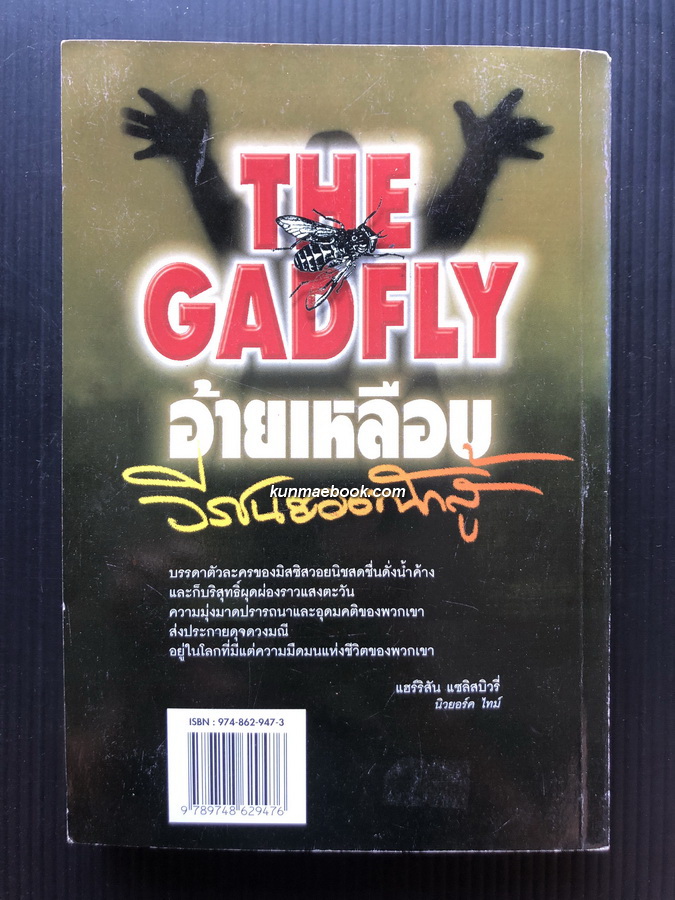 THE
GADFLY
อ้ายเหลือบ
วีรชนยอดนักสู้
kunmaebook.com
บรรดาตัวละครของมิสซิสวอยนิชสดชื่นดั่งน้ำค้าง
และก็บริสุทธิ์ผุดผ่องราวแสงตะวัน
ความมุ่งมาดปรารถนาและอุดมคติของพวกเขา
ส่งประกายดุจดวงมณี
อยู่ในโลกที่มีแต่ความมืดมนแห่งชีวิตของพวกเขา
แฮร์ริสัน แซลิสบิวรี่
นิวยอร์ค ไทม์
ISBN : 974-862-947-3
9 789748 629476